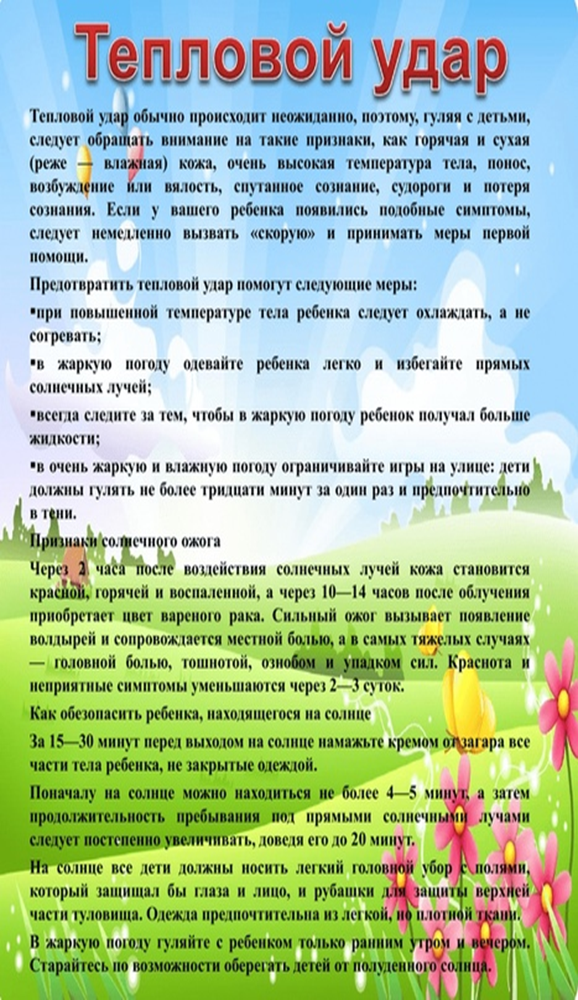 Тепловой удар
Тепловой удар обычно происходит неожиданно, поэтому, гуляя с детьми,
следует обращать внимание на такие признаки, как горячая и сухая
(реже — влажная) кожа, очень высокая температура тела, понос,
возбуждение или вялость, спутанное сознание, судороги и потеря
сознания. Если у вашего ребенка появились подобные симптомы,
следует немедленно вызвать «скорую» и принимать меры первой
помощи.
Предотвратить тепловой удар помогут следующие меры:
▪при повышенной температуре тела ребенка следует охлаждать, а не
согревать;
▪в жаркую погоду одевайте ребенка легко и избегайте прямых
солнечных лучей;
▪всегда следите за тем, чтобы в жаркую погоду ребенок получал больше
жидкости;
▪в очень жаркую и влажную погоду ограничивайте игры на улице: дети
должны гулять не более тридцати минут за один раз и предпочтительно
в тени.
Признаки солнечного ожога
Через 2 часа после воздействия солнечных лучей кожа становится
красной, горячей и воспаленной, а через 10—14 часов после облучения
приобретает цвет вареного рака. Сильный ожог вызывает появление
волдырей и сопровождается местной болью, а в самых тяжелых случаях
— головной болью, тошнотой, ознобом и упадком сил. Краснота и
неприятные симптомы уменьшаются через 2—3 суток.
Как обезопасить ребенка, находящегося на солнце
За 15—30 минут перед выходом на солнце намажьте кремом от загара все
части тела ребенка, не закрытые одеждой.
Поначалу на солнце можно находиться не более 4—5 минут, а затем
продолжительность пребывания под прямыми солнечными лучами
следует постепенно увеличивать, доведя его до 20 минут.
На солнце все дети должны носить легкий головной убор с полями,
который защищал бы глаза и лицо, и рубашки для защиты верхней
части туловища. Одежда предпочтительна из легкой, но плотной ткани.
В жаркую погоду гуляйте с ребенком только ранним утром и вечером.
Старайтесь по возможности оберегать детей от полуденного солнца.